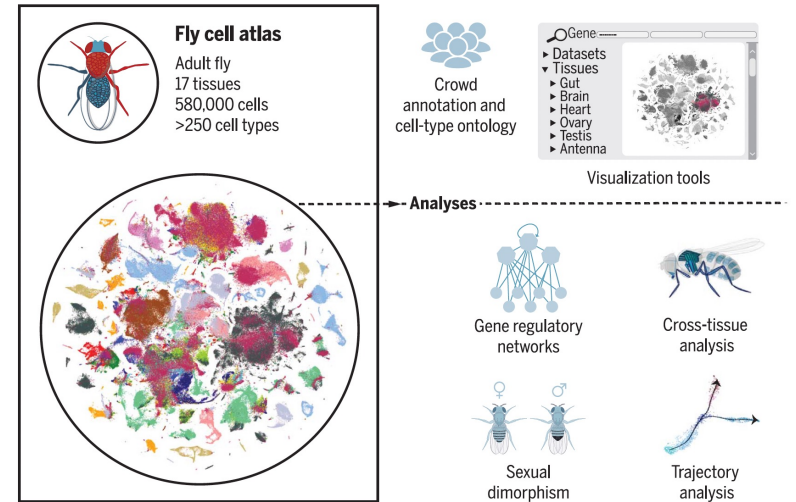 Fly cell atlas
Adult fly
17 tissues
580,000 cells
>250 cell types
Crowd
annotation and
cell-type ontology
Gene
Datasets
Tissues
Gut
Brain
Heart
Ovary
Testis
Antenna
Visualization tools
Analyses
Gene regulatory
networks
Cross-tissue
analysis
♀ ♂
Sexual
dimorphism
Trajectory
analysis